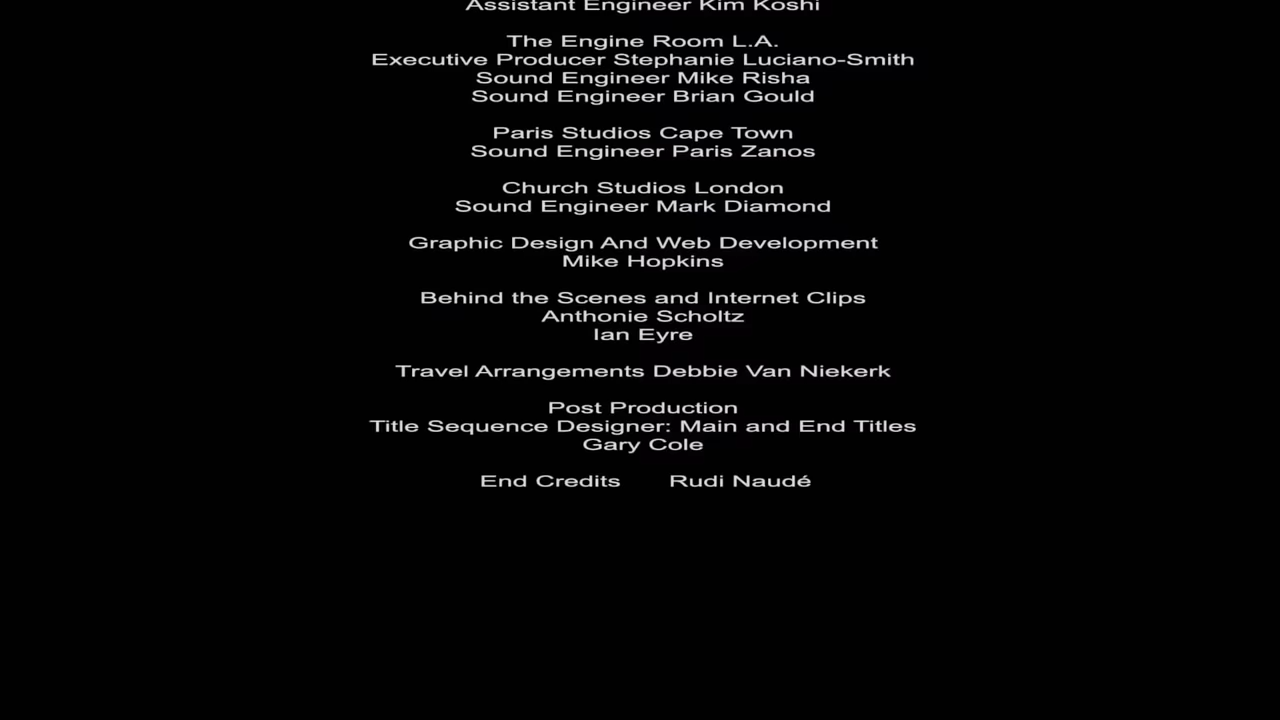 Assistant Engineer Kim Koshi
The Engine Room L.A.
Executive Producer Stephanie Luciano-Smith
Sound Engineer Mike Risha
Sound Engineer Brian Gould
Paris Studios Cape Town
Sound Engineer Paris Zanos
Church Studios London
Sound Engineer Mark Diamond
Graphic Design And Web Development
Mike Hopkins
Behind the Scenes and Internet Clips
Anthonie Scholtz
Ian Eyre
Travel Arrangements Debbie Van Niekerk
Post Production
Title Sequence Designer: Main and End Titles
Gary Cole
End Credits Rudi Naudé